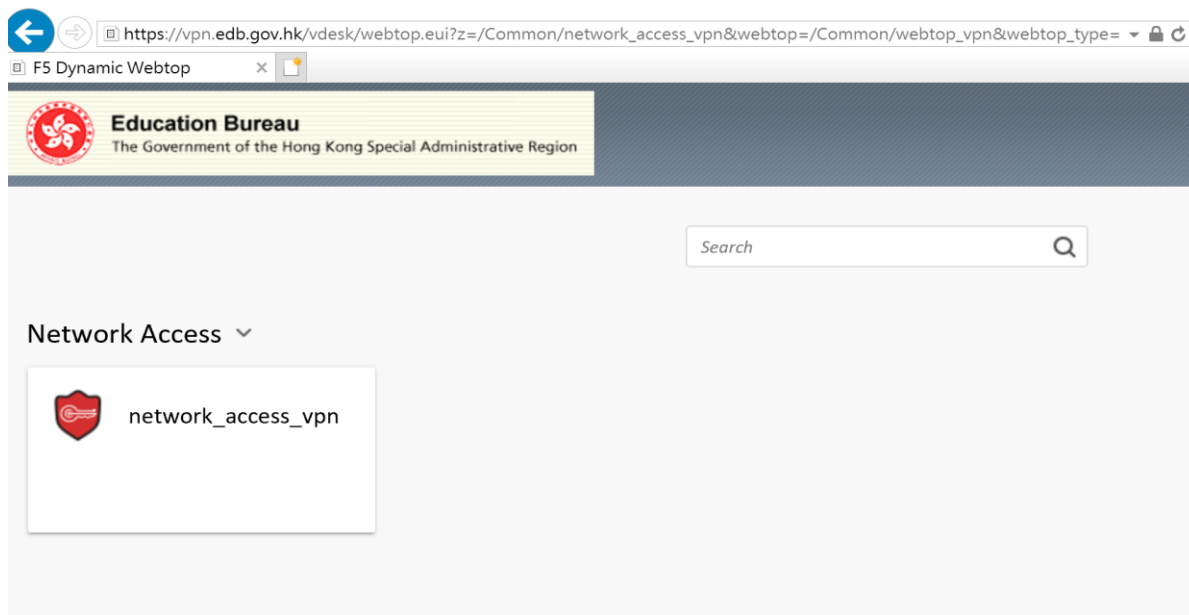 https://vpn.edb.gov.hk/vdesk/webtop.eui?z=/Common/network_access_vpn&webtop=/Common/webtop_vpn&webtop_type=
F5 Dynamic Webtop
Education Bureau
The Government of the Hong Kong Special Administrative Region
Search
Network Access
network_access_vpn